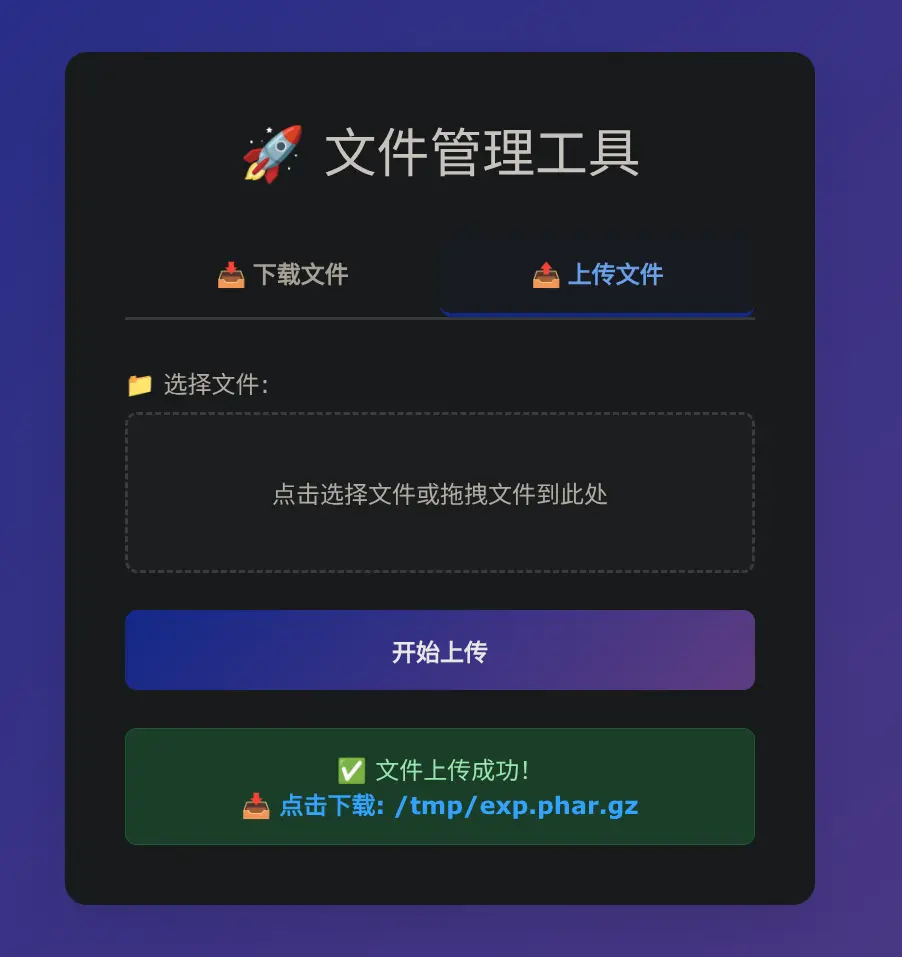 🚀 文件管理工具
📥 下载文件
📤 上传文件
📁 选择文件:
点击选择文件或拖拽文件到此处
开始上传
✅ 文件上传成功!
📥 点击下载: /tmp/exp.phar.gz